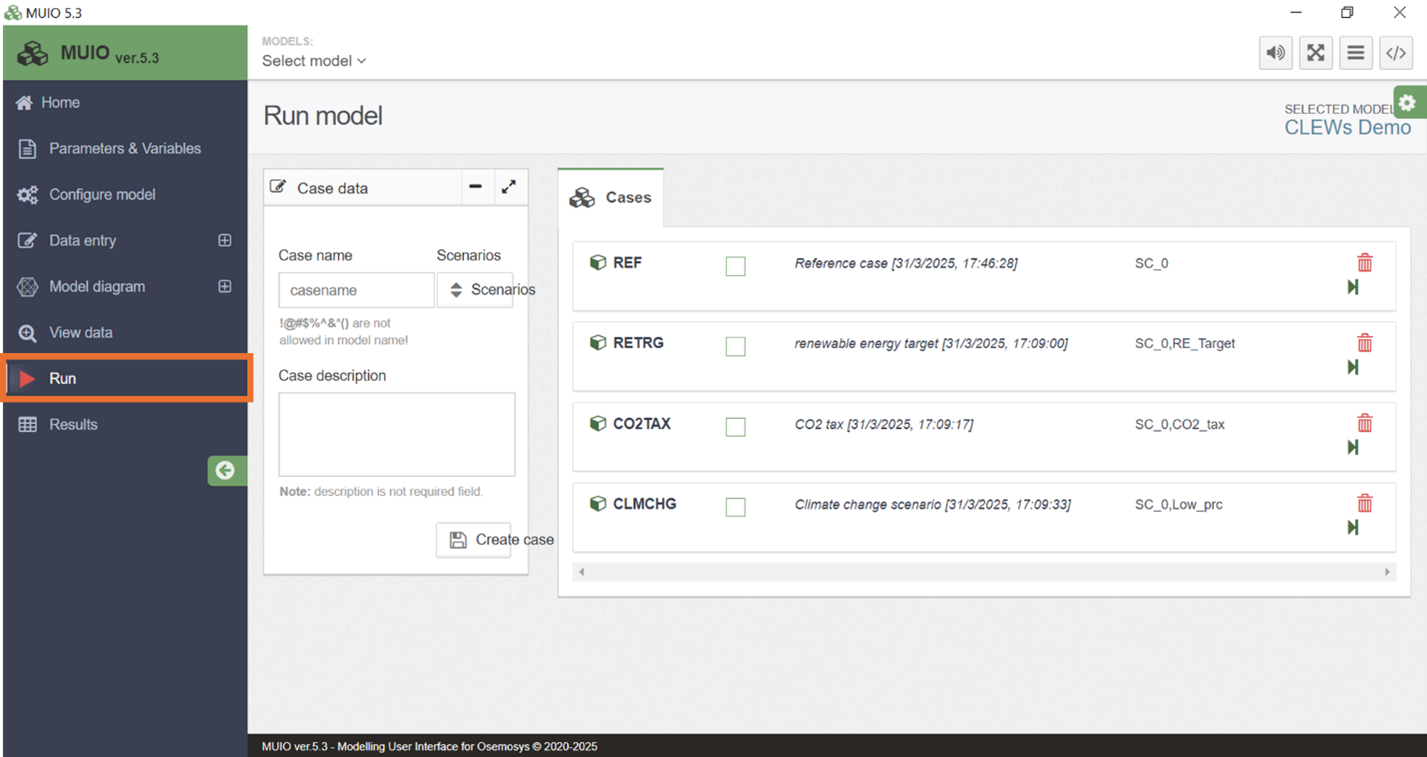 MUIO 5.3
MUIO ver.5.3
MODELS:
Select model
Home
Parameters & Variables
Configure model
Data entry
Model diagram
View data
Run
Results
Run model
SELECTED MODEL
CLEWs Demo
Case data
Case name
Scenarios
casename
Scenarios
!@#$%^&*() are not
allowed in model name!
Case description
Note: description is not required field.
Create case
Cases
REF
Reference case [31/3/2025, 17:46:28]
SC_0
RETRG
renewable energy target [31/3/2025, 17:09:00]
SC_0,RE_Target
CO2TAX
CO2 tax [31/3/2025, 17:09:17]
SC_0,CO2_tax
CLMCHG
Climate change scenario [31/3/2025, 17:09:33]
SC_0,Low_prc
MUIO ver.5.3 - Modelling User Interface for Osemosys © 2020-2025